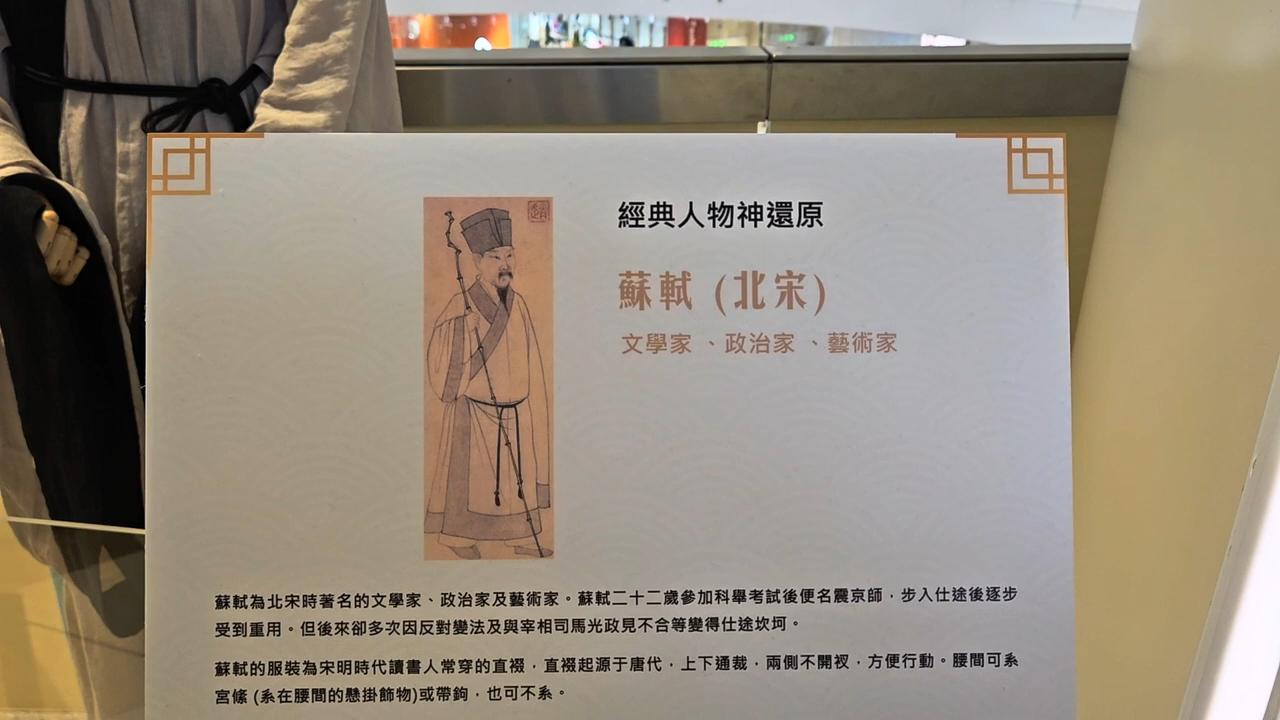 經典人物神還原
蘇軾 (北宋)
文學家 、政治家 、藝術家
蘇軾為北宋時著名的文學家、政治家及藝術家。蘇軾二十二歲參加科舉考試後便名震京師，步入仕途後逐步
受到重用。但後來卻多次因反對變法及與宰相司馬光政見不合等變得仕途坎坷。
蘇軾的服裝為宋明時代讀書人常穿的直裰，直裰起源于唐代，上下通裁，兩側不開衩，方便行動。腰間可系
宮絛 (系在腰間的懸掛飾物)或帶鉤，也可不系。